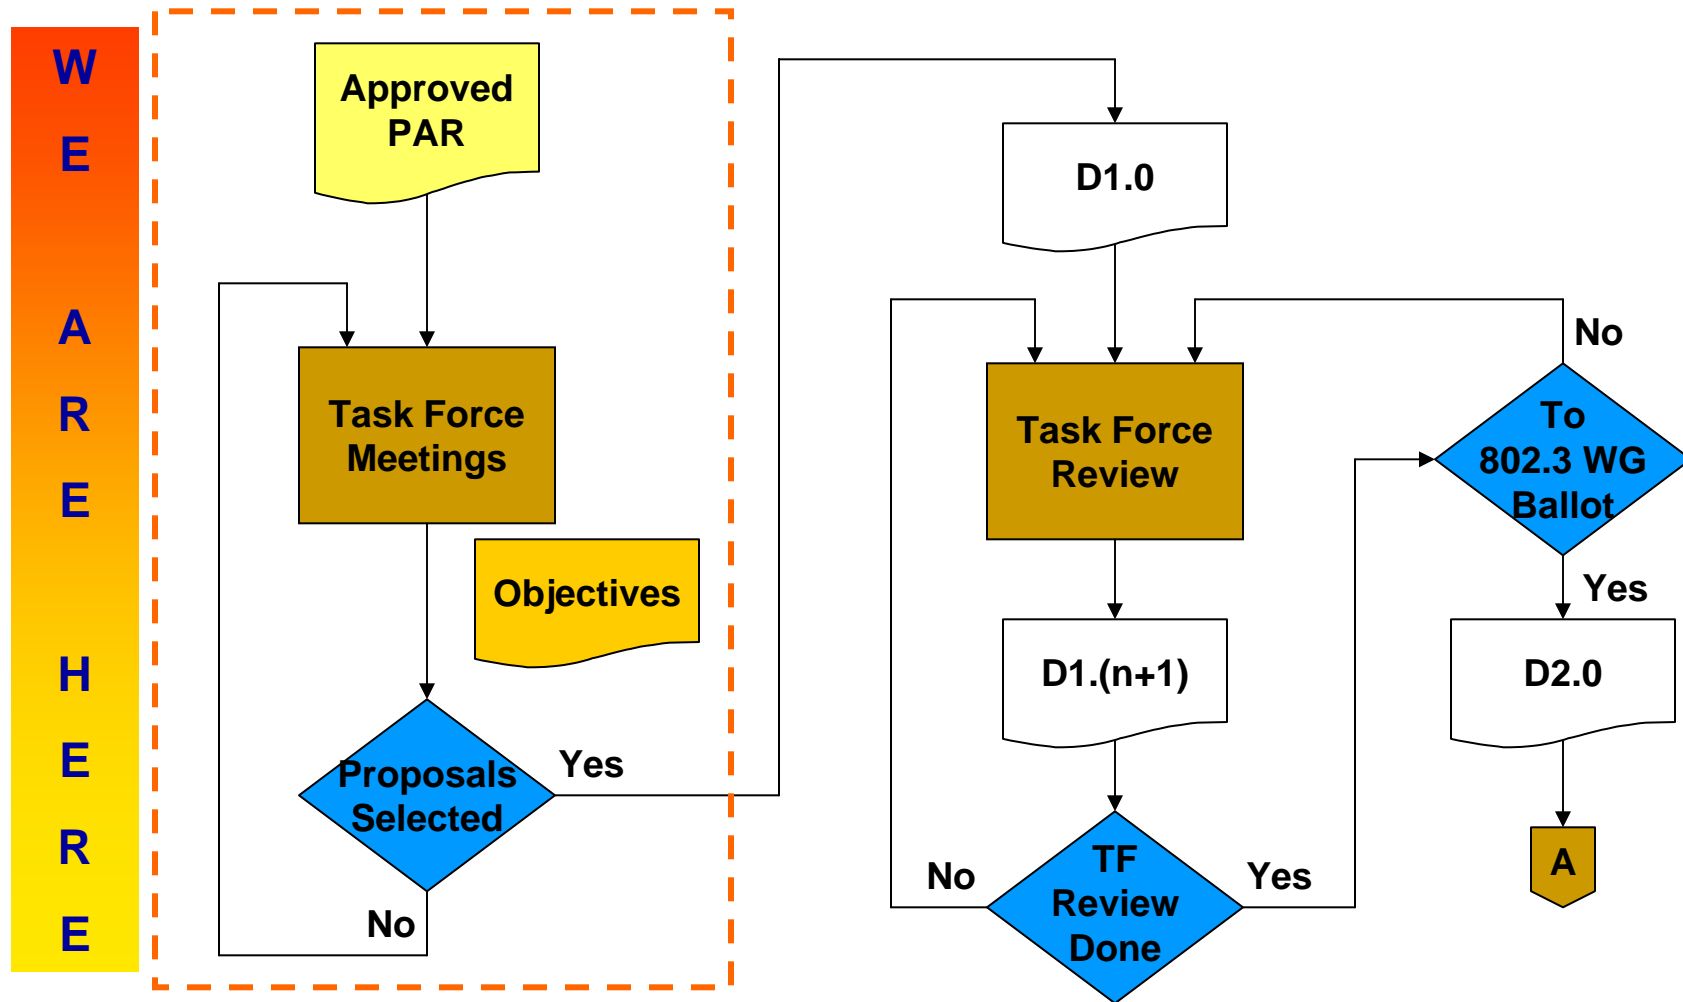 W
E
A
R
E
H
E
R
E
Approved
PAR
Task Force
Meetings
Objectives
Proposals
Selected
Yes
No
D1.0
Task Force
Review
D1.(n+1)
TF
Review
Done
No
Yes
To
802.3 WG
Ballot
No
Yes
D2.0
A